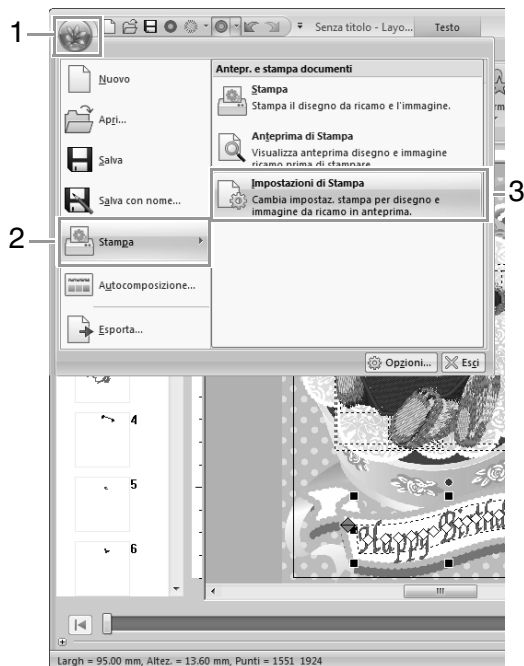 1
Senza titolo - Layo...
Testo
Nuovo
Apri...
Salva
Salva con nome...
2
Stampa
Autocomposizione...
Esporta...
Antepr. e stampa documenti
Stampa
Stampa il disegno da ricamo e l'immagine.
Anteprima di Stampa
Visualizza anteprima disegno e immagine
ricamo prima di stampare.
Impostazioni di Stampa
3
Cambia impostaz. stampa per disegno e
immagine da ricamo in anteprima.
Opzioni...
Esci
4
5
6
Happy Birthd
Largh = 95.00 mm, Altez. = 13.60 mm, Punti = 1551 1924